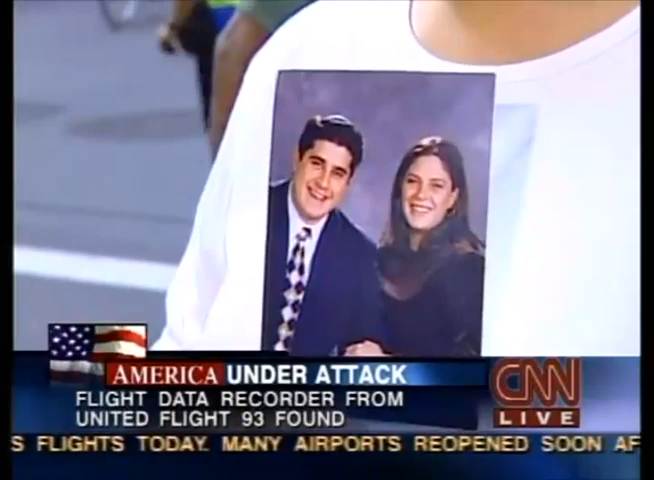 AMERICA UNDER ATTACK
FLIGHT DATA RECORDER FROM
UNITED FLIGHT 93 FOUND
CNN
LIVE
S FLIGHTS TODAY. MANY AIRPORTS REOPENED SOON AF